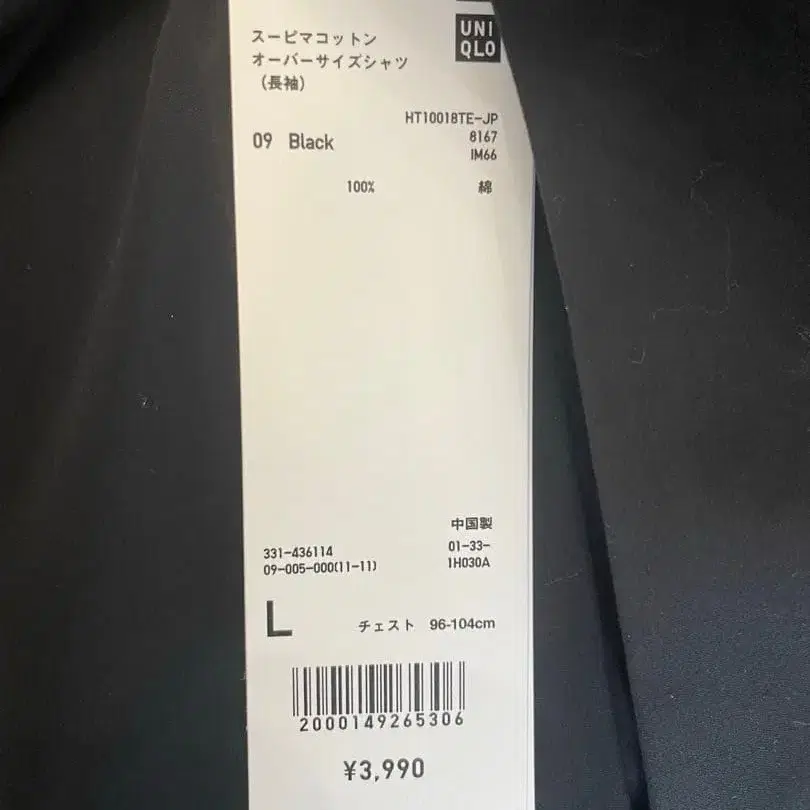 スーピマコットン
オーバーサイズシャツ
（長袖）
UNI
QLO
HT10018TE-JP
09 Black
8167
IM66
100% 綿
中国製
331-436114
01-33-
09-005-000(11-11)
1H030A
L チェスト 96-104cm
2000149265306
¥3,990